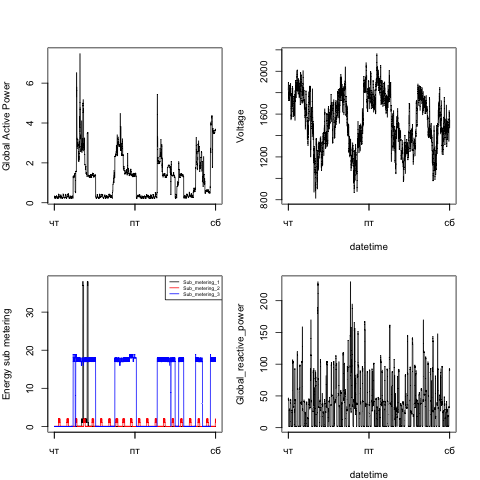 Global Active Power
0 2 4 6
чт пт сб
Voltage
800 1200 1600 2000
чт пт сб
datetime
Energy sub metering
0 10 20 30
Sub_metering_1
Sub_metering_2
Sub_metering_3
чт пт сб
Global_reactive_power
0 50 100 150 200
чт пт сб
datetime